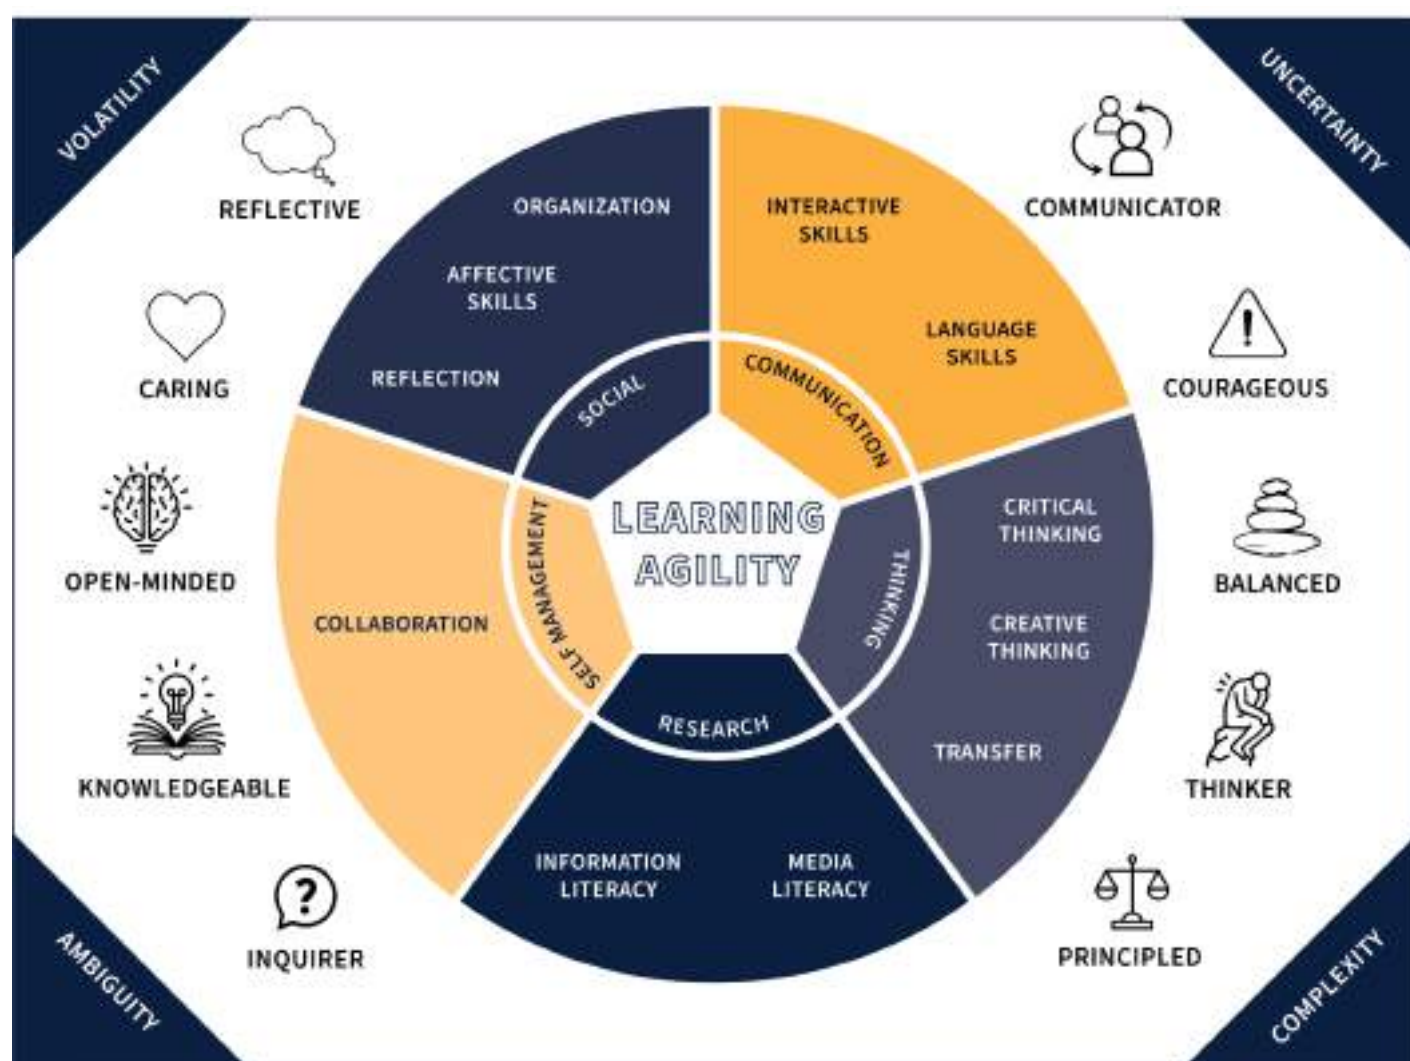 VOLATILITY
UNCERTAINTY
REFLECTIVE
CARING
OPEN-MINDED
KNOWLEDGEABLE
INQUIRER
ORGANIZATION
AFFECTIVE
SKILLS
REFLECTION
SOCIAL
INTERACTIVE
SKILLS
LANGUAGE
SKILLS
COMMUNICATION
LEARNING
AGILITY
SELF MANAGEMENT
COLLABORATION
THINKING
CRITICAL
THINKING
CREATIVE
THINKING
TRANSFER
RESEARCH
INFORMATION
LITERACY
MEDIA
LITERACY
COMMUNICATOR
COURAGEOUS
BALANCED
THINKER
PRINCIPLED
AMBIGUITY
COMPLEXITY